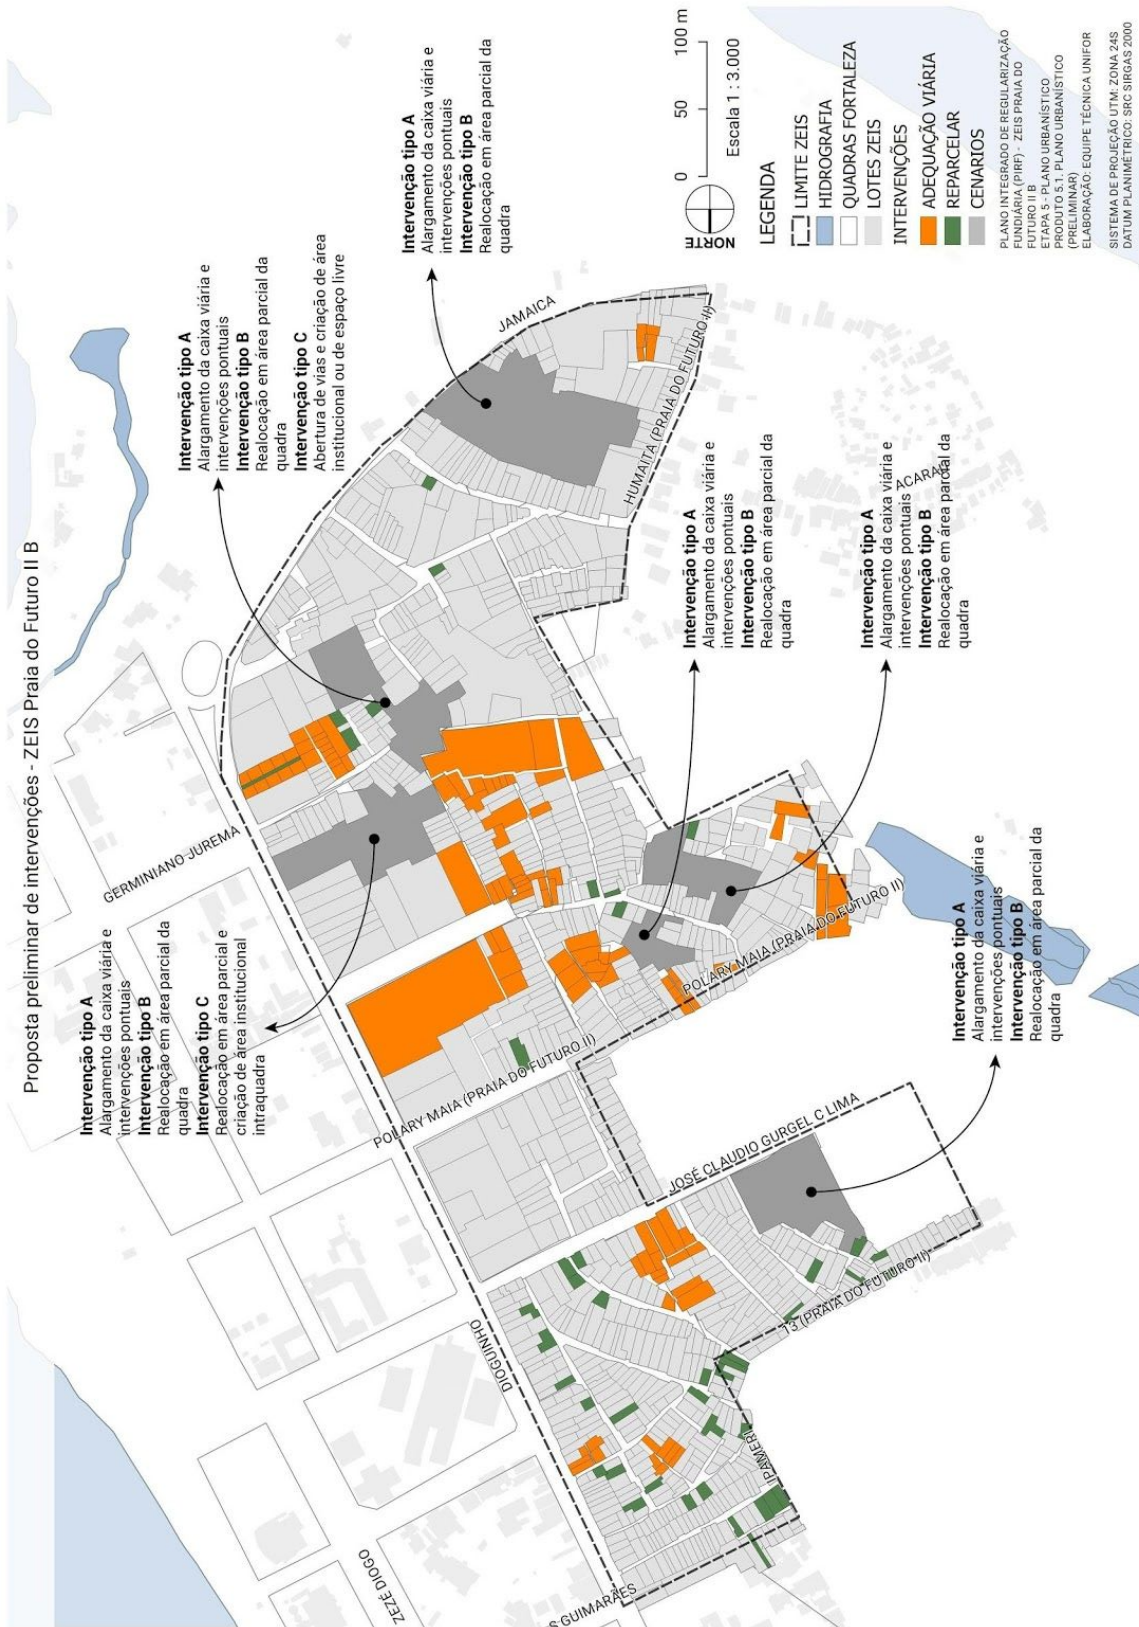 Proposta preliminar de intervenções - ZEIS Praia do Futuro II B
Intervenção tipo A
Alargamento da caixa viária e
intervenções pontuais
Intervenção tipo B
Realocação em área parcial da
quadra
Intervenção tipo C
Realocação em área parcial e
criação de área institucional
intraquadra
Intervenção tipo A
Alargamento da caixa viária e
intervenções pontuais
Intervenção tipo B
Realocação em área parcial da
quadra
Intervenção tipo C
Abertura de vias e criação de área
institucional ou de espaço livre
Intervenção tipo A
Alargamento da caixa viária e
intervenções pontuais
Intervenção tipo B
Realocação em área parcial da
quadra
Intervenção tipo A
Alargamento da caixa viária e
intervenções pontuais
Intervenção tipo B
Realocação em área parcial da
quadra
Intervenção tipo A
Alargamento da caixa viária e
intervenções pontuais
Intervenção tipo B
Realocação em área parcial da
quadra
Intervenção tipo A
Alargamento da caixa viária e
intervenções pontuais
Intervenção tipo B
Realocação em área parcial da
quadra
GERMINIANO JUREMA
JAMAICA
HUMAITA (PRAIA DO FUTURO II)
ACARAÚ
POLARY MAIA (PRAIA DO FUTURO II)
POLARY MAIA (PRAIA DO FUTURO II)
JOSÉ CLAUDIO GURGEL C LIMA
DIOGUINHO
13 (PRAIA DO FUTURO II)
IPAMERI
ZEZE DIOGO
S GUIMARÃES
NORTE
0 50 100 m
Escala 1 : 3.000
LEGENDA
LIMITE ZEIS
HIDROGRAFIA
QUADRAS FORTALEZA
LOTES ZEIS
INTERVENÇÕES
ADEQUAÇÃO VIÁRIA
REPARCELAR
CENARIOS
PLANO INTEGRADO DE REGULARIZAÇÃO
FUNDIÁRIA (PIRF) - ZEIS PRAIA DO
FUTURO II B
ETAPA 5 - PLANO URBANÍSTICO
PRODUTO 5.1. PLANO URBANÍSTICO
(PRELIMINAR)
ELABORAÇÃO: EQUIPE TÉCNICA UNIFOR
SISTEMA DE PROJEÇÃO UTM: ZONA 24S
DATUM PLANIMÉTRICO: SRC SIRGAS 2000